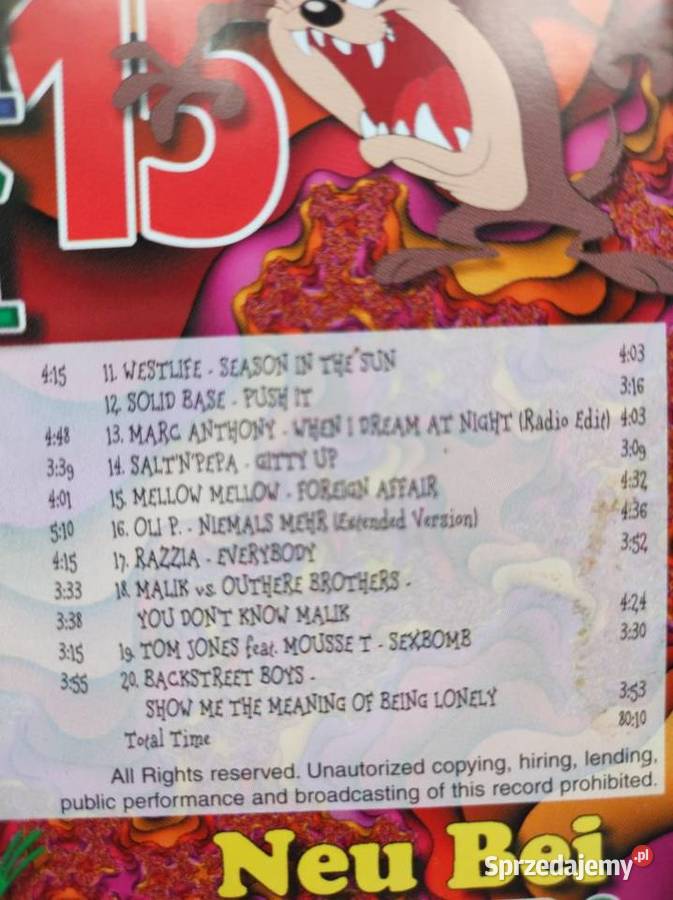 15
4:15 11. WESTLIFE - SEASON IN THE SUN 4:03
12. SOLID BASE - PUSH IT 3:16
4:48 13. MARC ANTHONY - WHEN I DREAM AT NIGHT (Radio Edit) 4:03
3:39 14. SALT'N'PEPA - GITTY UP 3:09
4:01 15. MELLOW MELLOW - FOREIGN AFFAIR 4:32
5:10 16. OLI P. - NIEMALS MEHR (Extended Version) 4:36
4:15 17. RAZZIA - EVERYBODY 3:52
3:33 18. MALIK vs. OUTHERE BROTHERS -
3:38 YOU DON'T KNOW MALIK 4:24
3:15 19. TOM JONES feat. MOUSSE T - SEXBOMB 3:30
3:55 20. BACKSTREET BOYS -
SHOW ME THE MEANING OF BEING LONELY 3:53
Total Time 80:10
All Rights reserved. Unautorized copying, hiring, lending,
public performance and broadcasting of this record prohibited.
Neu Bei
Sprzedajemy.pl